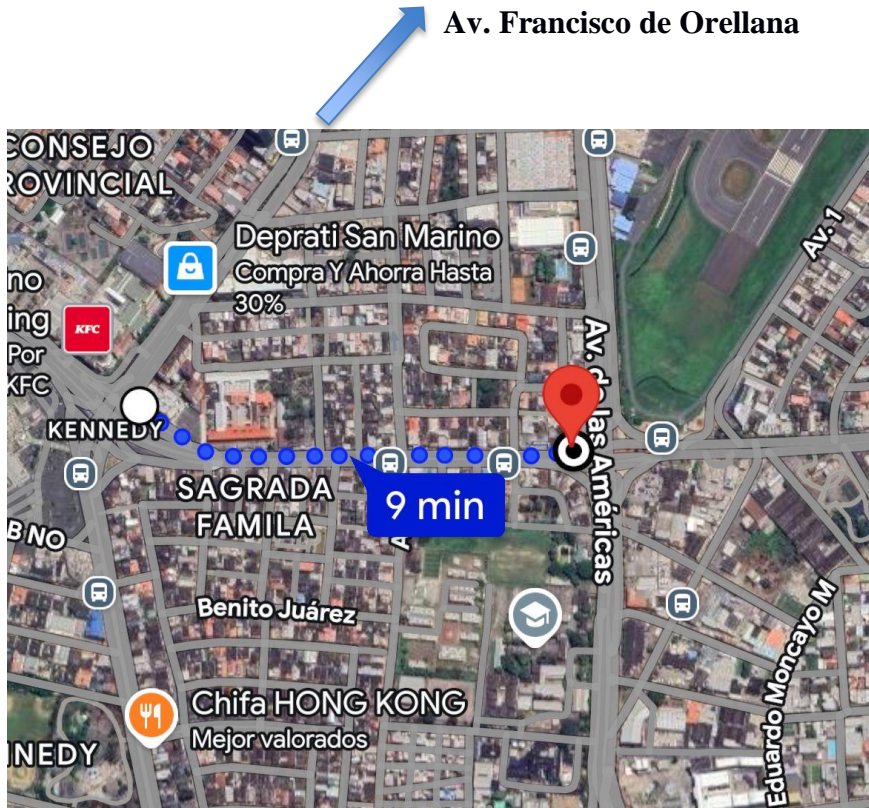 Av. Francisco de Orellana
CONSEJO
ROVINCIAL
Deprati San Marino
Compra Y Ahorra Hasta
30%
Av. 1
no
ing
Por
KFC
KFC
Av. de las Américas
KENNEDY
SAGRADA
FAMILA
9 min
A
B NO
Benito Juárez
Chifa HONG KONG
Mejor valorados
NNEDY
Eduardo Moncayo M